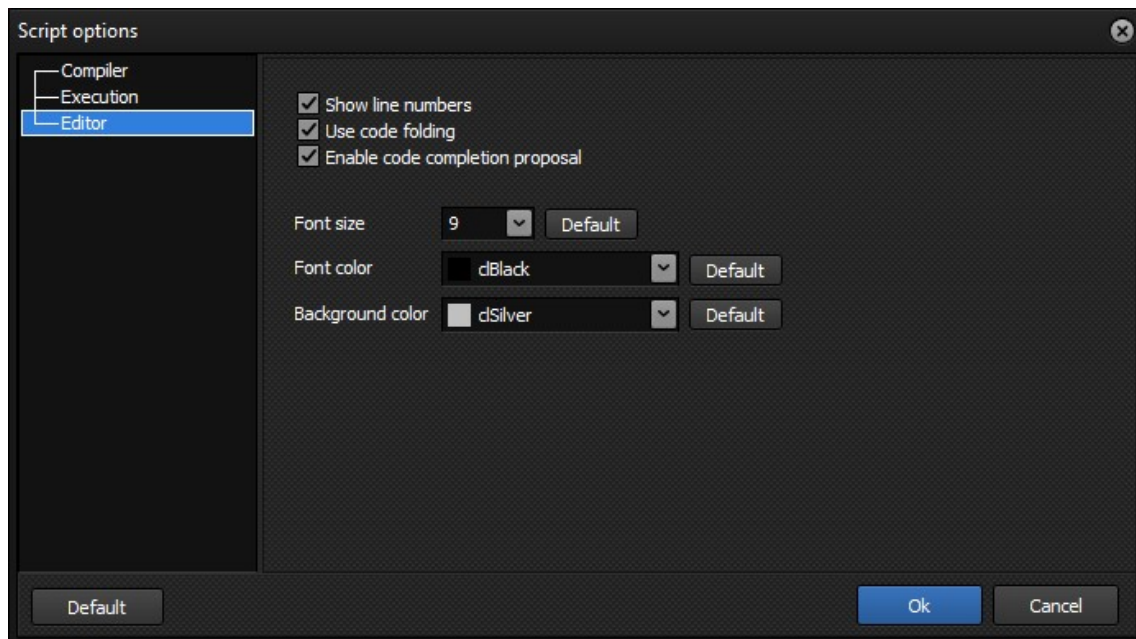 Script options
Compiler
Execution
Editor
Show line numbers
Use code folding
Enable code completion proposal
Font size 9 Default
Font color clBlack Default
Background color clSilver Default
Default Ok Cancel